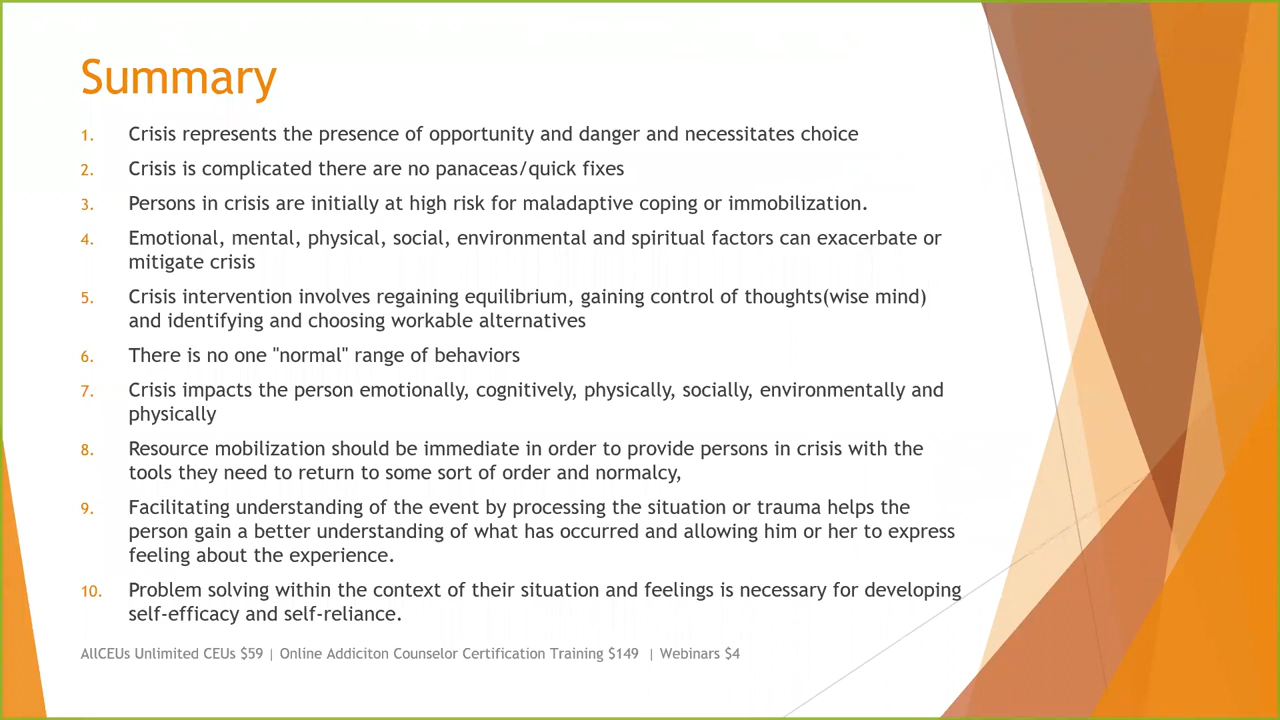 Summary
1. Crisis represents the presence of opportunity and danger and necessitates choice
2. Crisis is complicated there are no panaceas/quick fixes
3. Persons in crisis are initially at high risk for maladaptive coping or immobilization.
4. Emotional, mental, physical, social, environmental and spiritual factors can exacerbate or
mitigate crisis
5. Crisis intervention involves regaining equilibrium, gaining control of thoughts(wise mind)
and identifying and choosing workable alternatives
6. There is no one "normal" range of behaviors
7. Crisis impacts the person emotionally, cognitively, physically, socially, environmentally and
physically
8. Resource mobilization should be immediate in order to provide persons in crisis with the
tools they need to return to some sort of order and normalcy,
9. Facilitating understanding of the event by processing the situation or trauma helps the
person gain a better understanding of what has occurred and allowing him or her to express
feeling about the experience.
10. Problem solving within the context of their situation and feelings is necessary for developing
self-efficacy and self-reliance.
AllCEUs Unlimited CEUs $59 | Online Addiciton Counselor Certification Training $149 | Webinars $4